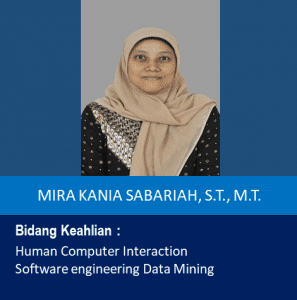 MIRA KANIA SABARIAH, S.T., M.T.
Bidang Keahlian :
Human Computer Interaction
Software engineering Data Mining